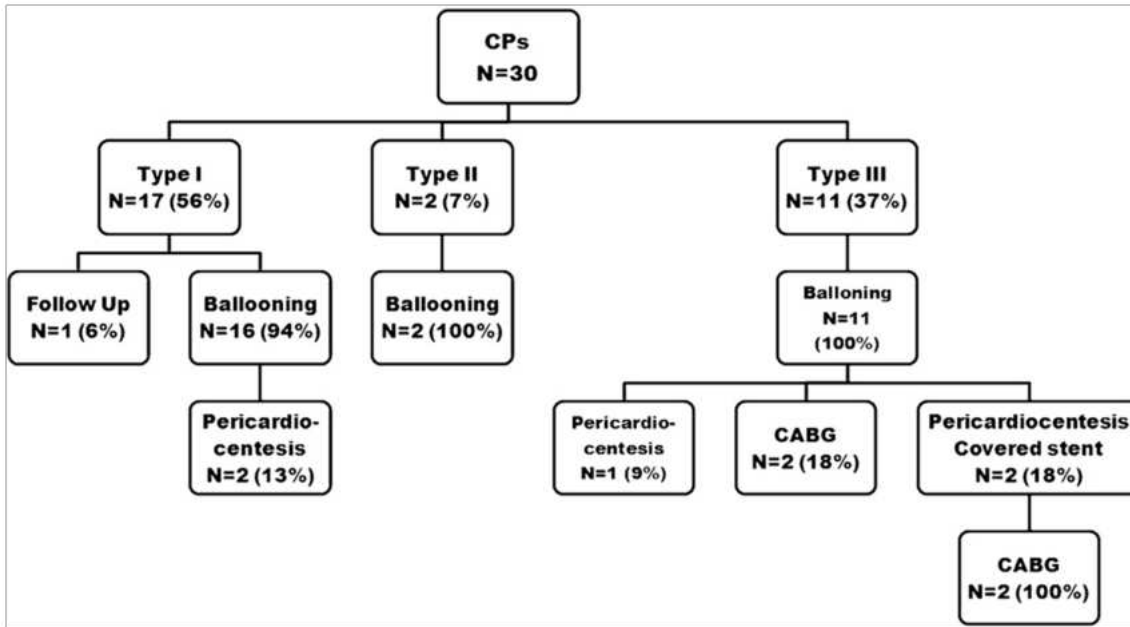 CPs
N=30
Type I
N=17 (56%)
Type II
N=2 (7%)
Type III
N=11 (37%)
Follow Up
N=1 (6%)
Ballooning
N=16 (94%)
Ballooning
N=2 (100%)
Balloning
N=11
(100%)
Pericardio-
centesis
N=2 (13%)
Pericardio-
centesis
N=1 (9%)
CABG
N=2 (18%)
Pericardiocentesis
Covered stent
N=2 (18%)
CABG
N=2 (100%)